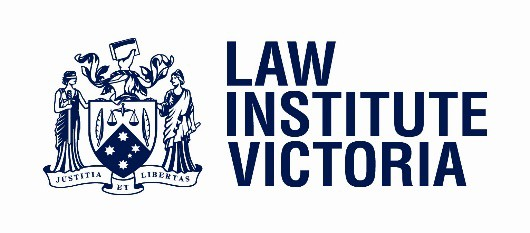 LAW
INSTITUTE
VICTORIA
JUSTITIA ET LIBERTAS